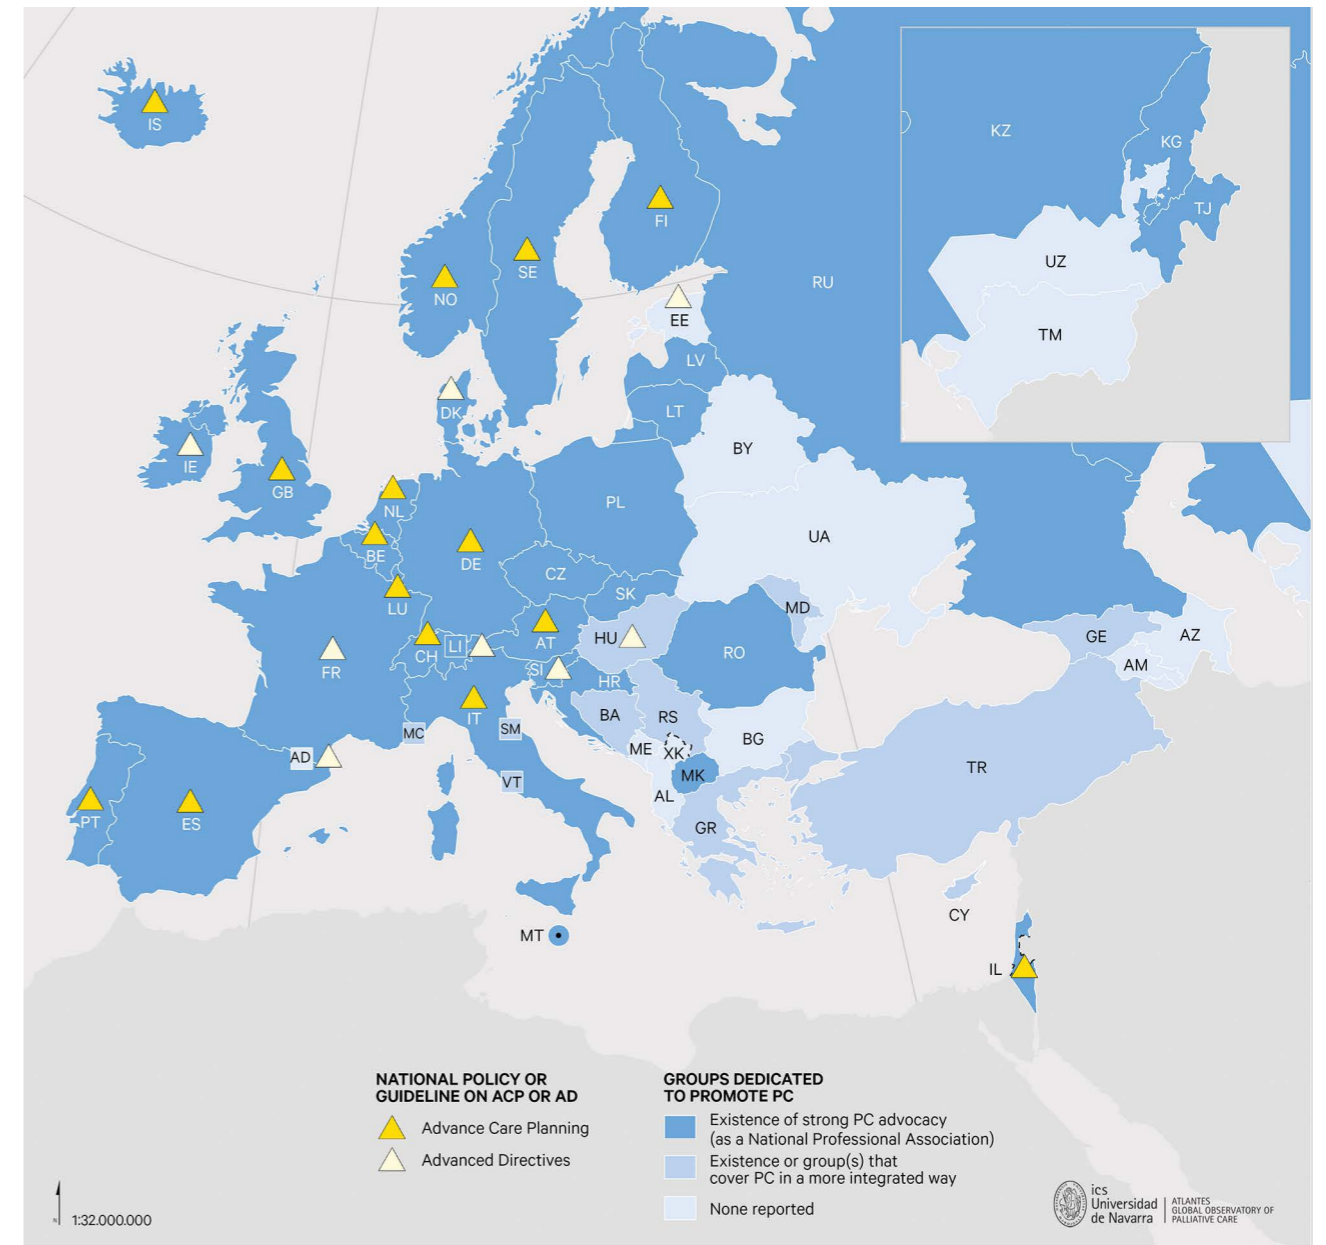 IS
FI
SE
NO
RU
EE
LV
DK
LT
IE
BY
GB
NL
PL
UA
BE
DE
CZ
SK
LU
MD
AT
HU
CH
LI
FR
SI
RO
HR
GE
AZ
AM
IT
BA
RS
MC
SM
ME
XK
BG
AD
MK
TR
VT
AL
PT
ES
GR
CY
MT
IL
KZ
KG
TJ
UZ
TM
NATIONAL POLICY OR
GUIDELINE ON ACP OR AD
Advance Care Planning
Advanced Directives
GROUPS DEDICATED
TO PROMOTE PC
Existence of strong PC advocacy
(as a National Professional Association)
Existence or group(s) that
cover PC in a more integrated way
None reported
N
1:32.000.000
ics
Universidad
de Navarra
ATLANTES
GLOBAL OBSERVATORY OF
PALLIATIVE CARE